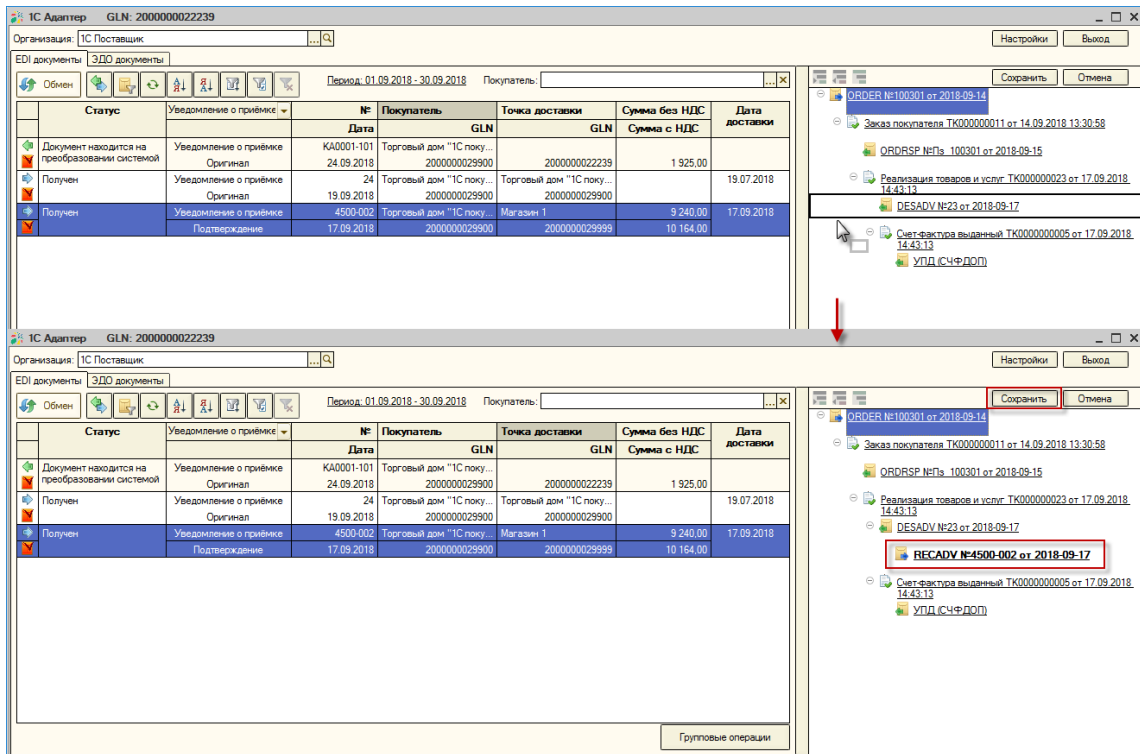 1С Адаптер GLN: 2000000022239
Организация: 1С Поставщик ... Настройки Выход
EDI документы ЭДО документы
Обмен Период: 01.09.2018 - 30.09.2018 Покупатель: ... Сохранить Отмена
Статус Уведомление о приёмке № Покупатель Точка доставки Сумма без НДС Дата доставки
Дата GLN GLN Сумма с НДС
Документ находится на преобразовании системой Уведомление о приёмке КА0001-101 Торговый дом "1С поку...
Оригинал 24.09.2018 2000000029900 2000000022239 1 925,00
Получен Уведомление о приёмке 24 Торговый дом "1С поку... Торговый дом "1С поку... 19.07.2018
Оригинал 19.09.2018 2000000029900 2000000029900
Получен Уведомление о приёмке 4500-002 Торговый дом "1С поку... Магазин 1 9 240,00 17.09.2018
Подтверждение 17.09.2018 2000000029900 2000000029999 10 164,00
ORDER №100301 от 2018-09-14
Заказ покупателя ТК000000011 от 14.09.2018 13:30:58
ORDRSP №Пз_100301 от 2018-09-15
Реализация товаров и услуг ТК000000023 от 17.09.2018
14:43:13
DESADV №23 от 2018-09-17
Счет-фактура выданный ТК0000000005 от 17.09.2018
14:43:13
УПД (СЧФДОП)
1С Адаптер GLN: 2000000022239
Организация: 1С Поставщик ... Настройки Выход
EDI документы ЭДО документы
Обмен Период: 01.09.2018 - 30.09.2018 Покупатель: ... Сохранить Отмена
Статус Уведомление о приёмке № Покупатель Точка доставки Сумма без НДС Дата доставки
Дата GLN GLN Сумма с НДС
Документ находится на преобразовании системой Уведомление о приёмке КА0001-101 Торговый дом "1С поку...
Оригинал 24.09.2018 2000000029900 2000000022239 1 925,00
Получен Уведомление о приёмке 24 Торговый дом "1С поку... Торговый дом "1С поку... 19.07.2018
Оригинал 19.09.2018 2000000029900 2000000029900
Получен Уведомление о приёмке 4500-002 Торговый дом "1С поку... Магазин 1 9 240,00 17.09.2018
Подтверждение 17.09.2018 2000000029900 2000000029999 10 164,00
ORDER №100301 от 2018-09-14
Заказ покупателя ТК000000011 от 14.09.2018 13:30:58
ORDRSP №Пз_100301 от 2018-09-15
Реализация товаров и услуг ТК000000023 от 17.09.2018
14:43:13
DESADV №23 от 2018-09-17
RECADV №4500-002 от 2018-09-17
Счет-фактура выданный ТК0000000005 от 17.09.2018
14:43:13
УПД (СЧФДОП)
Групповые операции